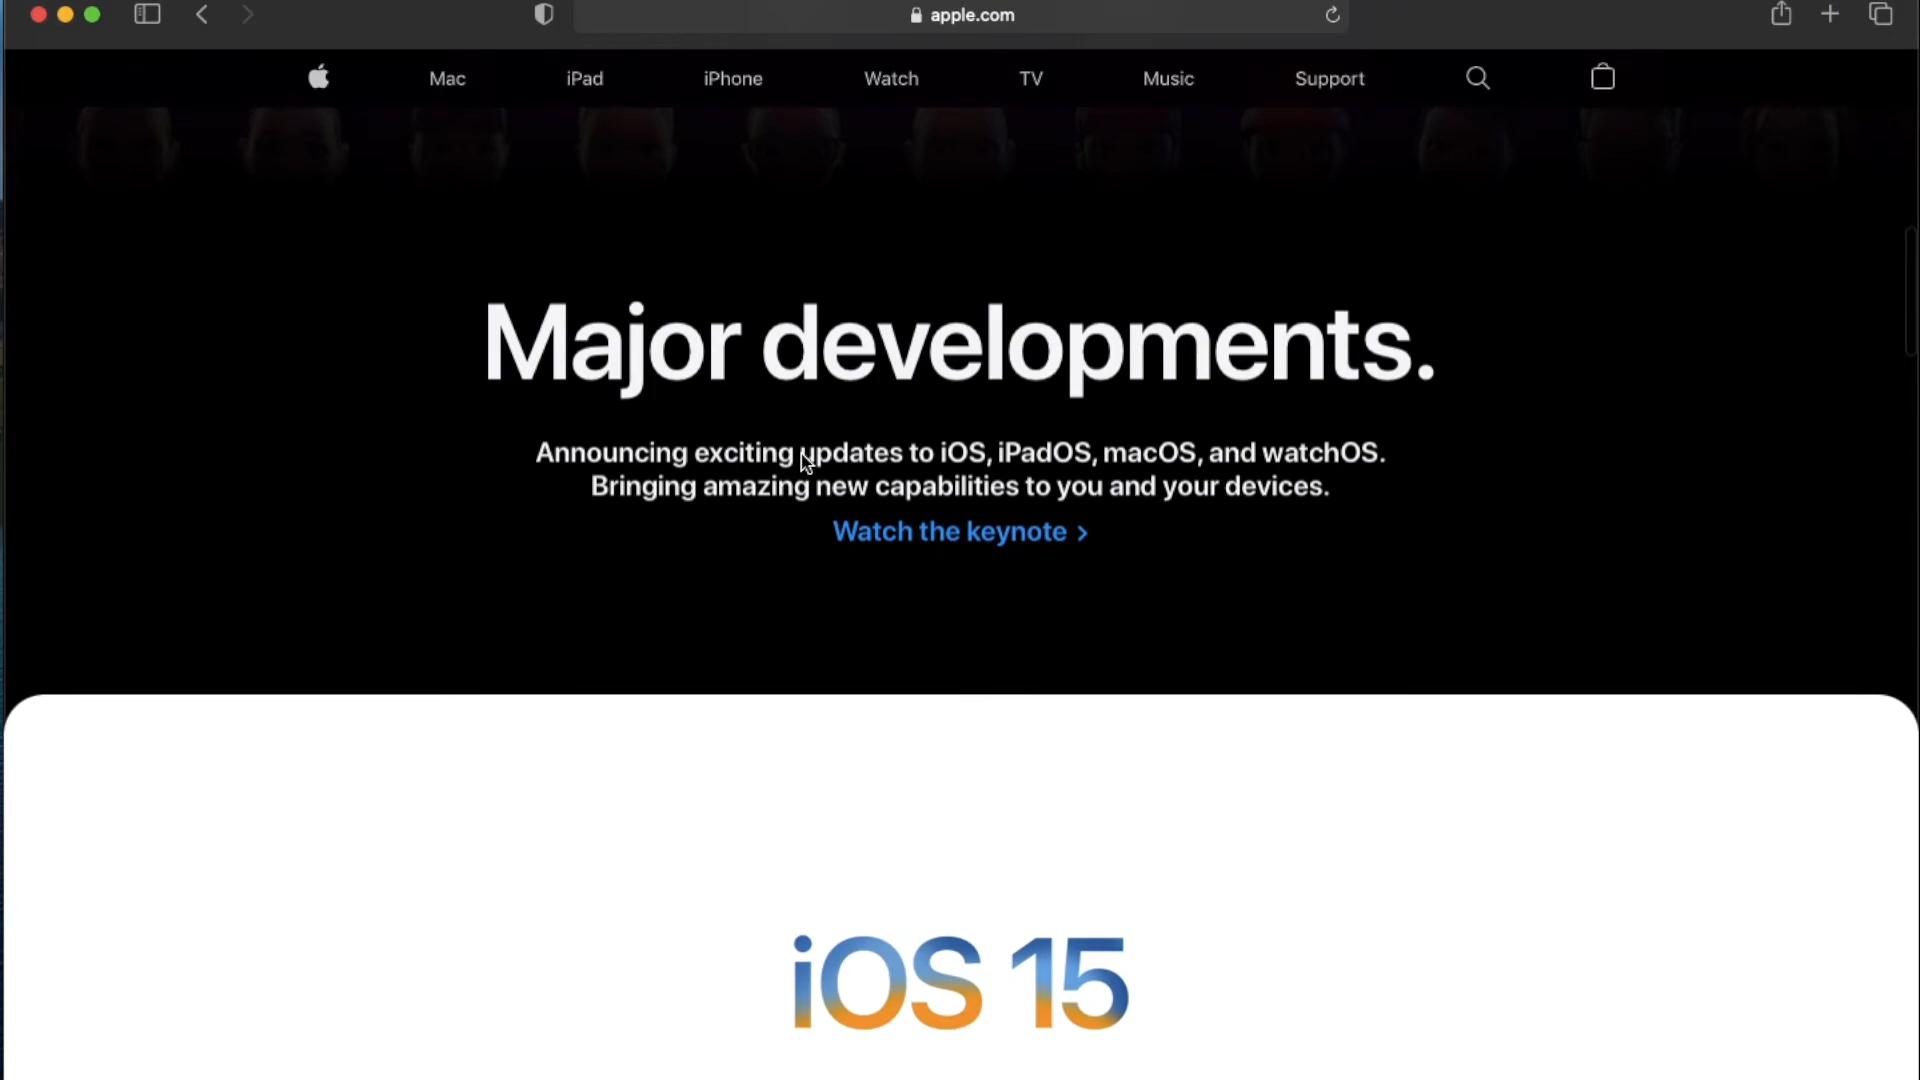 apple.com
Mac iPad iPhone Watch TV Music Support
Major developments.
Announcing exciting updates to iOS, iPadOS, macOS, and watchOS.
Bringing amazing new capabilities to you and your devices.
Watch the keynote >
iOS 15